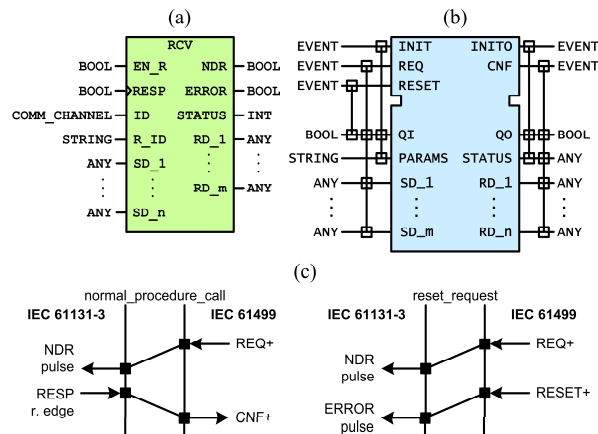 (a)
RCV
BOOL EN_R NDR BOOL
BOOL RESP ERROR BOOL
COMM_CHANNEL ID STATUS INT
STRING R_ID RD_1 ANY
ANY SD_1
RD_m ANY
ANY SD_n
(b)
EVENT INIT INITO EVENT
EVENT REQ CNF EVENT
EVENT RESET
BOOL QI QO BOOL
STRING PARAMS STATUS ANY
ANY SD_1 RD_1 ANY
ANY SD_m RD_n ANY
(c)
normal_procedure_call
IEC 61131-3 IEC 61499
REQ+
NDR
pulse
RESP
r. edge
CNF+
reset_request
IEC 61131-3 IEC 61499
REQ+
NDR
pulse
RESET+
ERROR
pulse